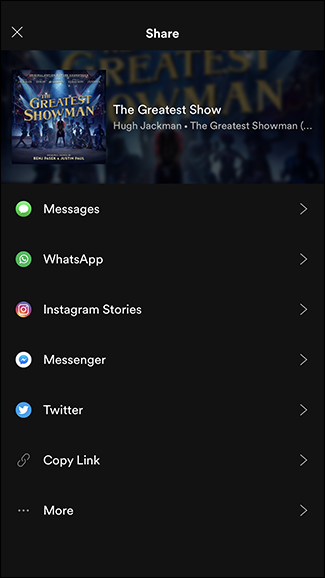 Share
THE
GREATEST
SHOWMAN
BENJ PASEK & JUSTIN PAUL
The Greatest Show
Hugh Jackman • The Greatest Showman (...
Messages
WhatsApp
Instagram Stories
Messenger
Twitter
Copy Link
More